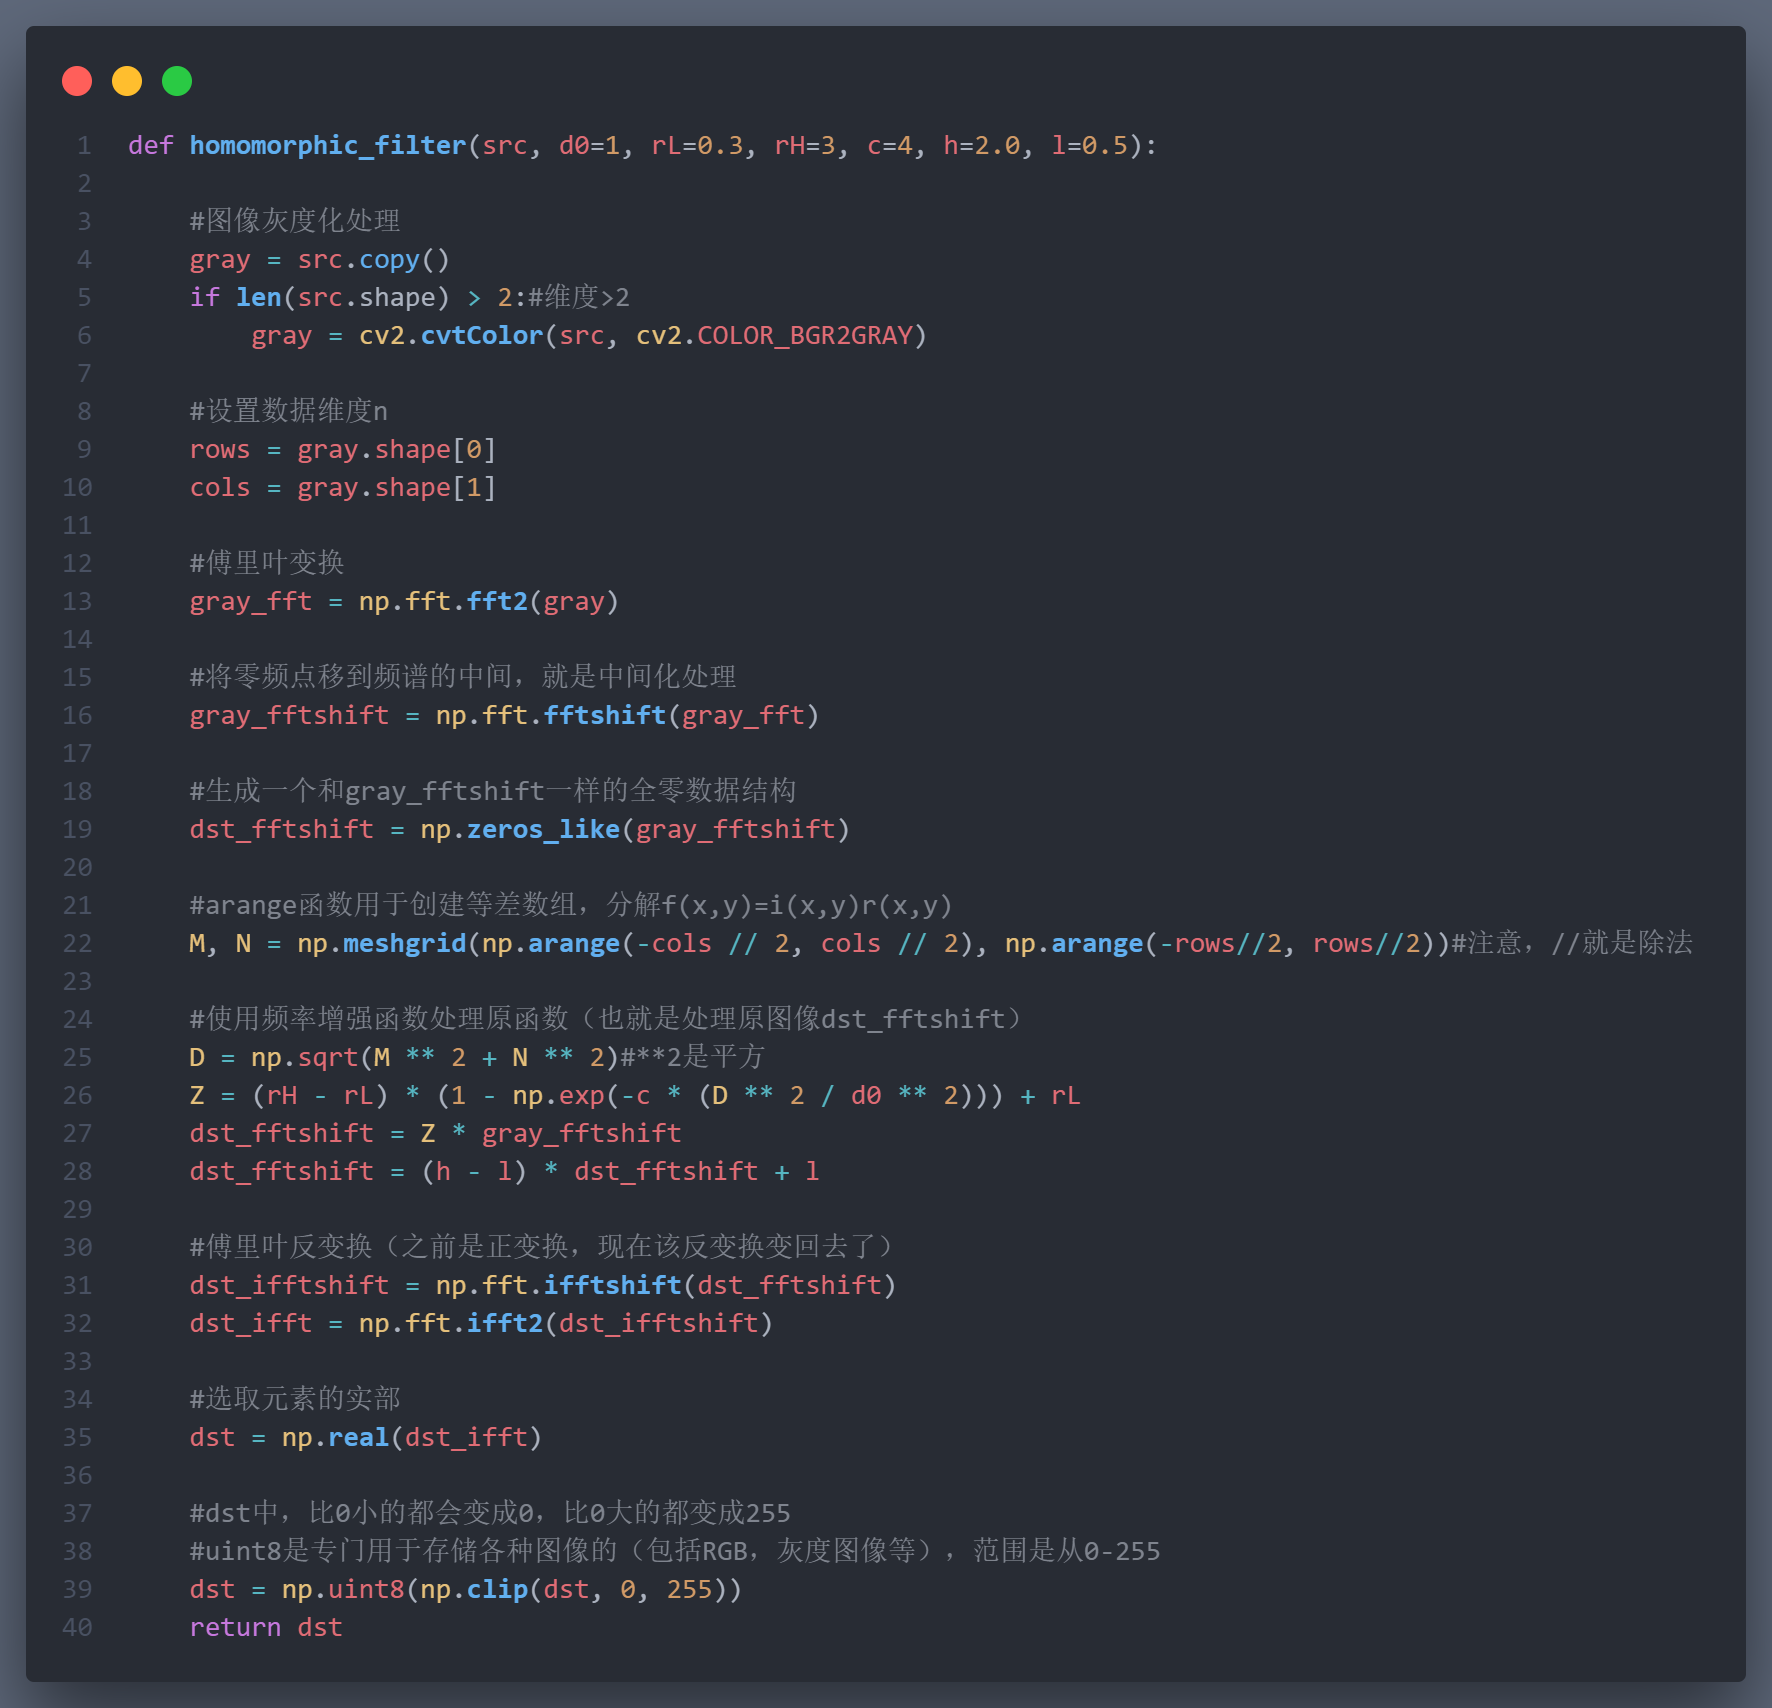 1 def homomorphic_filter(src, d0=1, rL=0.3, rH=3, c=4, h=2.0, l=0.5):
2
3     #图像灰度化处理
4     gray = src.copy()
5     if len(src.shape) > 2:#维度>2
6         gray = cv2.cvtColor(src, cv2.COLOR_BGR2GRAY)
7
8     #设置数据维度n
9     rows = gray.shape[0]
10     cols = gray.shape[1]
11
12     #傅里叶变换
13     gray_fft = np.fft.fft2(gray)
14
15     #将零频点移到频谱的中间，就是中间化处理
16     gray_fftshift = np.fft.fftshift(gray_fft)
17
18     #生成一个和gray_fftshift一样的全零数据结构
19     dst_fftshift = np.zeros_like(gray_fftshift)
20
21     #arange函数用于创建等差数组，分解f(x,y)=i(x,y)r(x,y)
22     M, N = np.meshgrid(np.arange(-cols // 2, cols // 2), np.arange(-rows//2, rows//2))#注意，//就是除法
23
24     #使用频率增强函数处理原函数（也就是处理原图像dst_fftshift）
25     D = np.sqrt(M ** 2 + N ** 2)#**2是平方
26     Z = (rH - rL) * (1 - np.exp(-c * (D ** 2 / d0 ** 2))) + rL
27     dst_fftshift = Z * gray_fftshift
28     dst_fftshift = (h - l) * dst_fftshift + l
29
30     #傅里叶反变换（之前是正变换，现在该反变换变回去了）
31     dst_ifftshift = np.fft.ifftshift(dst_fftshift)
32     dst_ifft = np.fft.ifft2(dst_ifftshift)
33
34     #选取元素的实部
35     dst = np.real(dst_ifft)
36
37     #dst中，比0小的都会变成0，比0大的都变成255
38     #uint8是专门用于存储各种图像的（包括RGB，灰度图像等），范围是从0-255
39     dst = np.uint8(np.clip(dst, 0, 255))
40     return dst